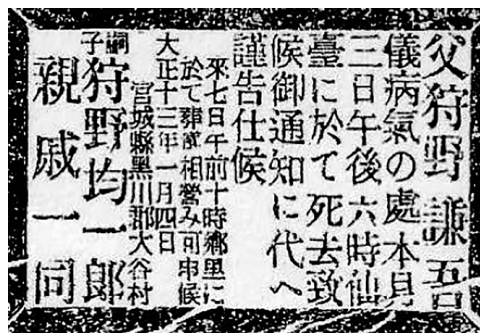 父狩野謙吾
儀病氣の處本月
三日午後六時仙
臺に於て死去致
候御通知に代へ
謹告仕候
來七日午前十時鄕里に
於て葬儀相營み可申候
大正十三年一月四日
宮城縣黑川郡大谷村
嗣子 狩野均一郎
親戚一同